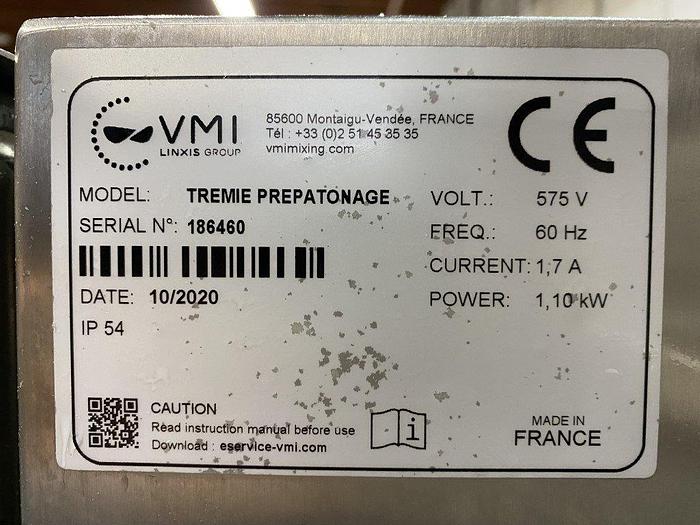 VMI
LINXIS GROUP
85600 Montaigu-Vendée, FRANCE
Tél : +33 (0)2 51 45 35 35
vmimixing.com
CE
MODEL: TREMIE PREPATONAGE
SERIAL N°: 186460
DATE: 10/2020
IP 54
VOLT.: 575 V
FREQ.: 60 Hz
CURRENT: 1,7 A
POWER: 1,10 kW
CAUTION
Read instruction manual before use
Download : eservice-vmi.com
i
MADE IN
FRANCE